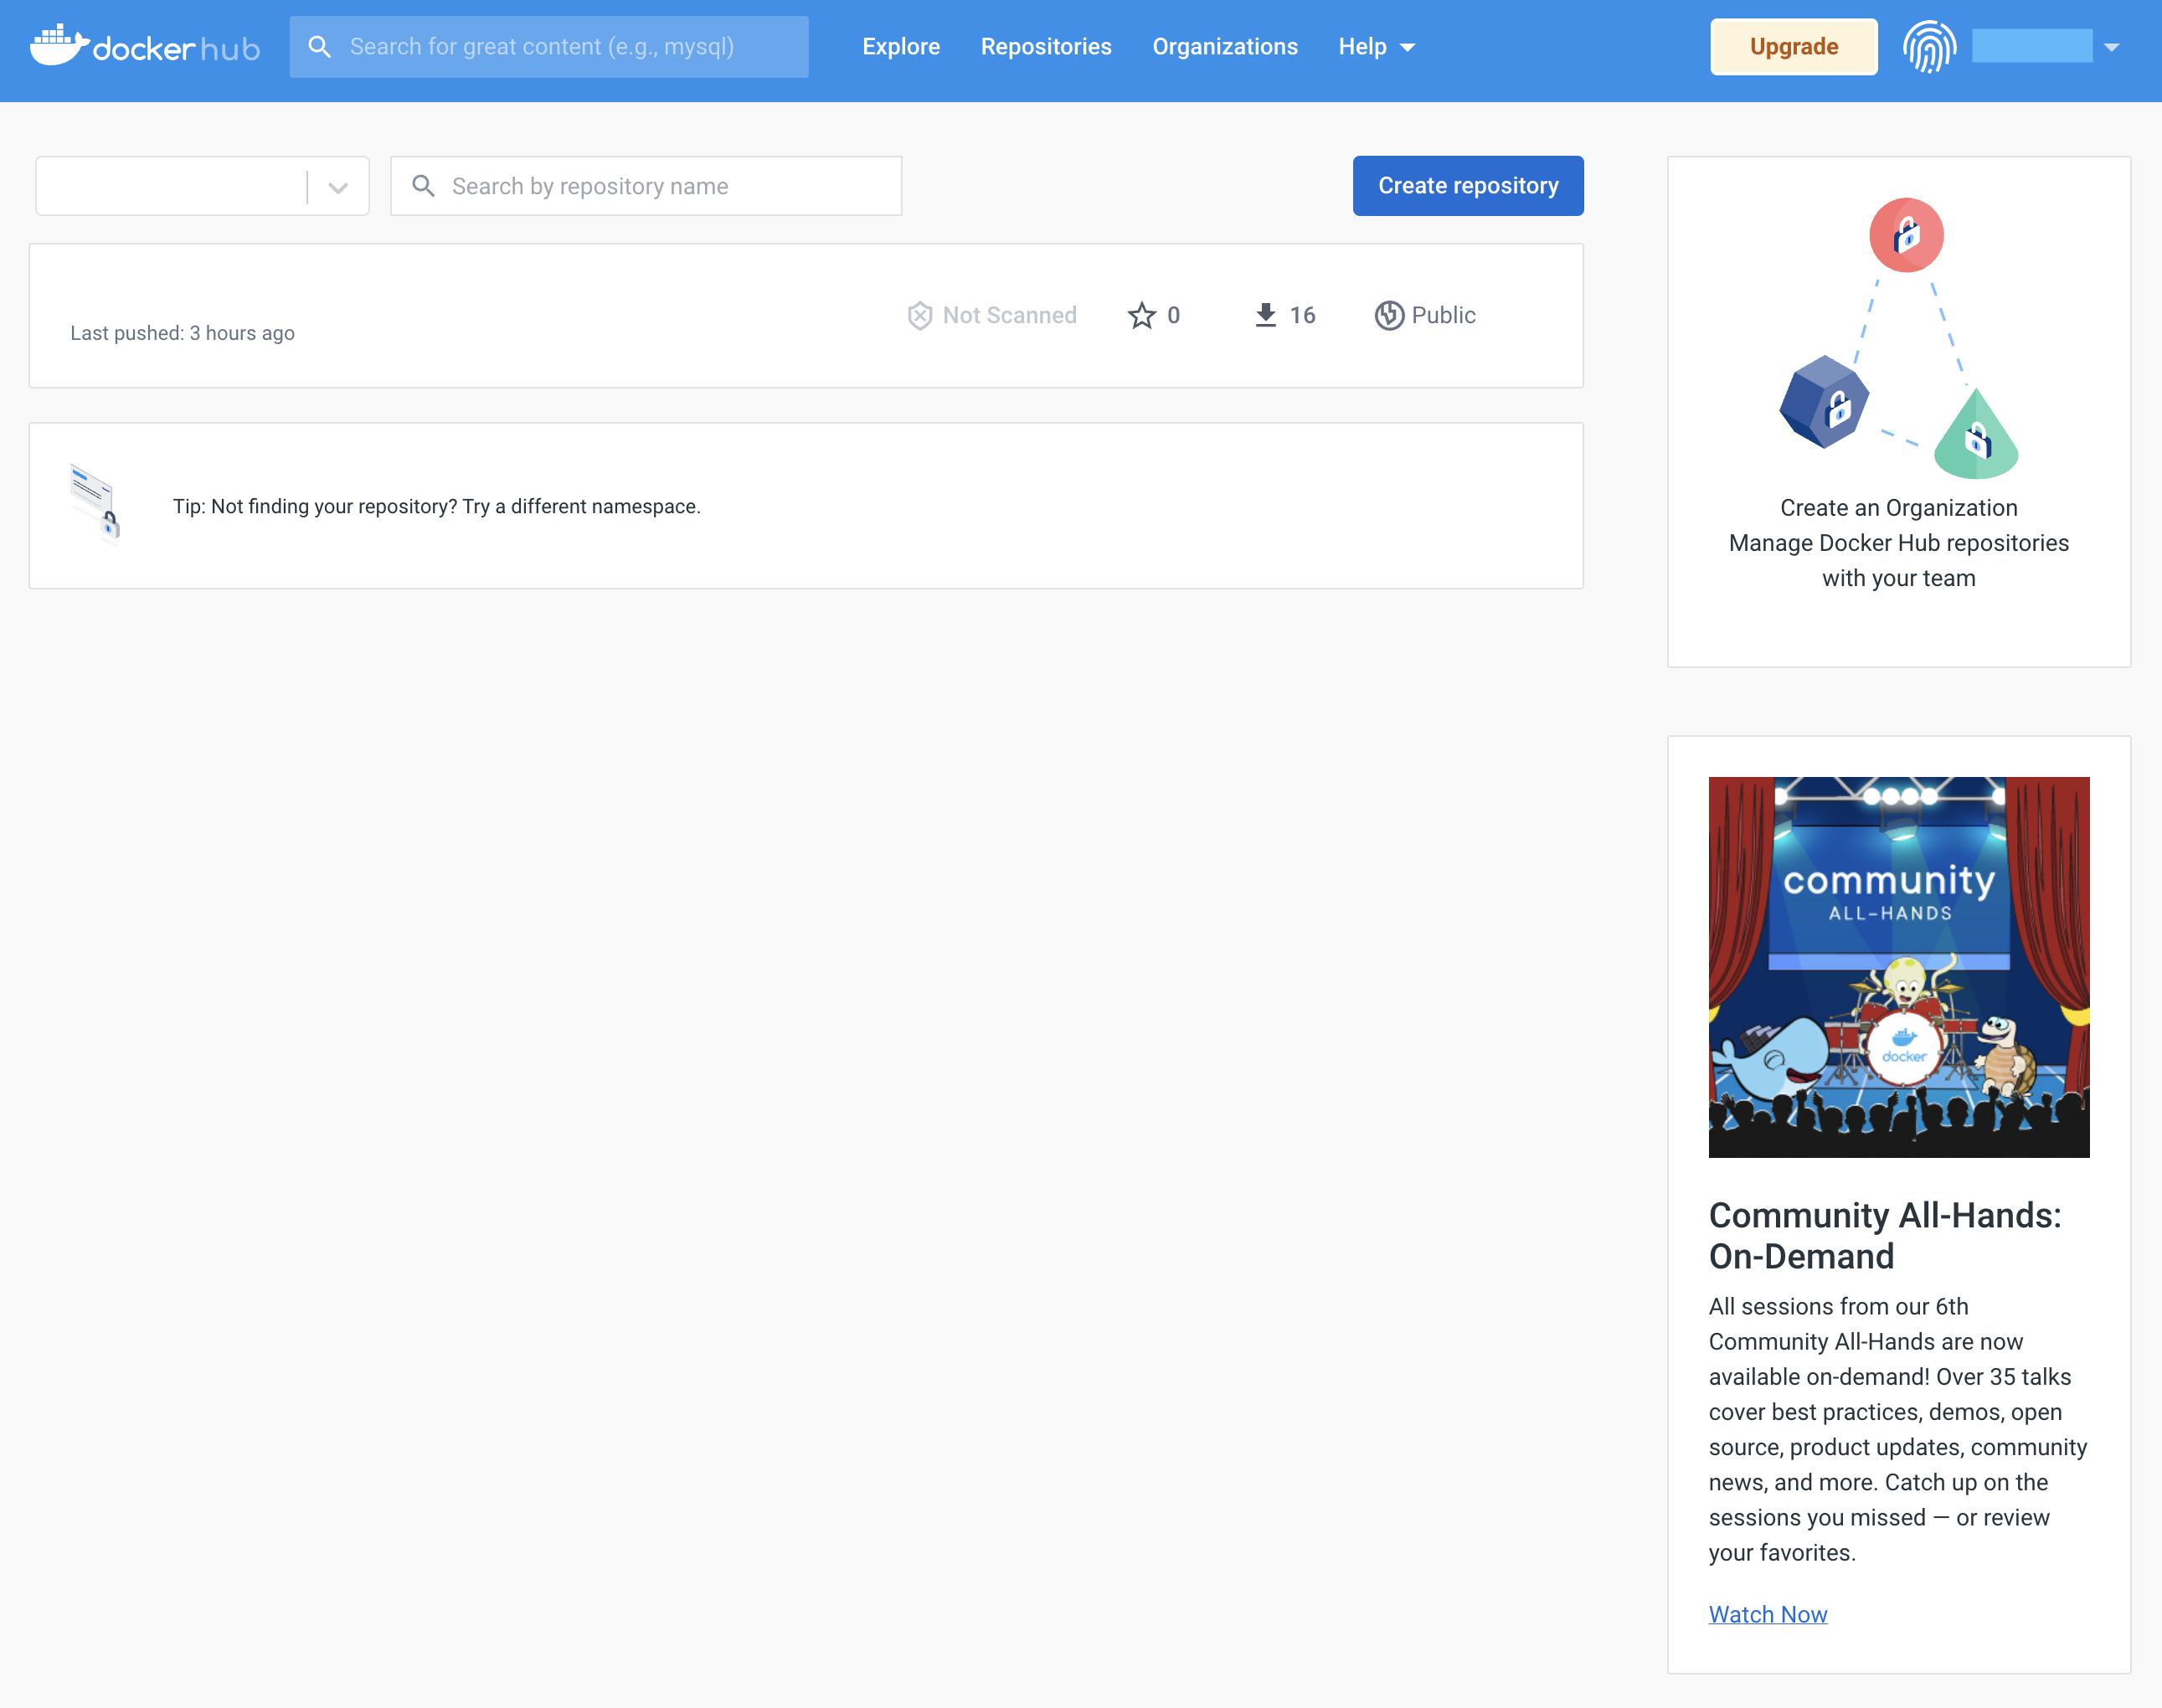 docker hub
Search for great content (e.g., mysql)
Explore
Repositories
Organizations
Help
Upgrade
Search by repository name
Create repository
Last pushed: 3 hours ago
Not Scanned
0
16
Public
Tip: Not finding your repository? Try a different namespace.
Create an Organization
Manage Docker Hub repositories
with your team
community
ALL-HANDS
docker
Community All-Hands:
On-Demand
All sessions from our 6th
Community All-Hands are now
available on-demand! Over 35 talks
cover best practices, demos, open
source, product updates, community
news, and more. Catch up on the
sessions you missed — or review
your favorites.
Watch Now